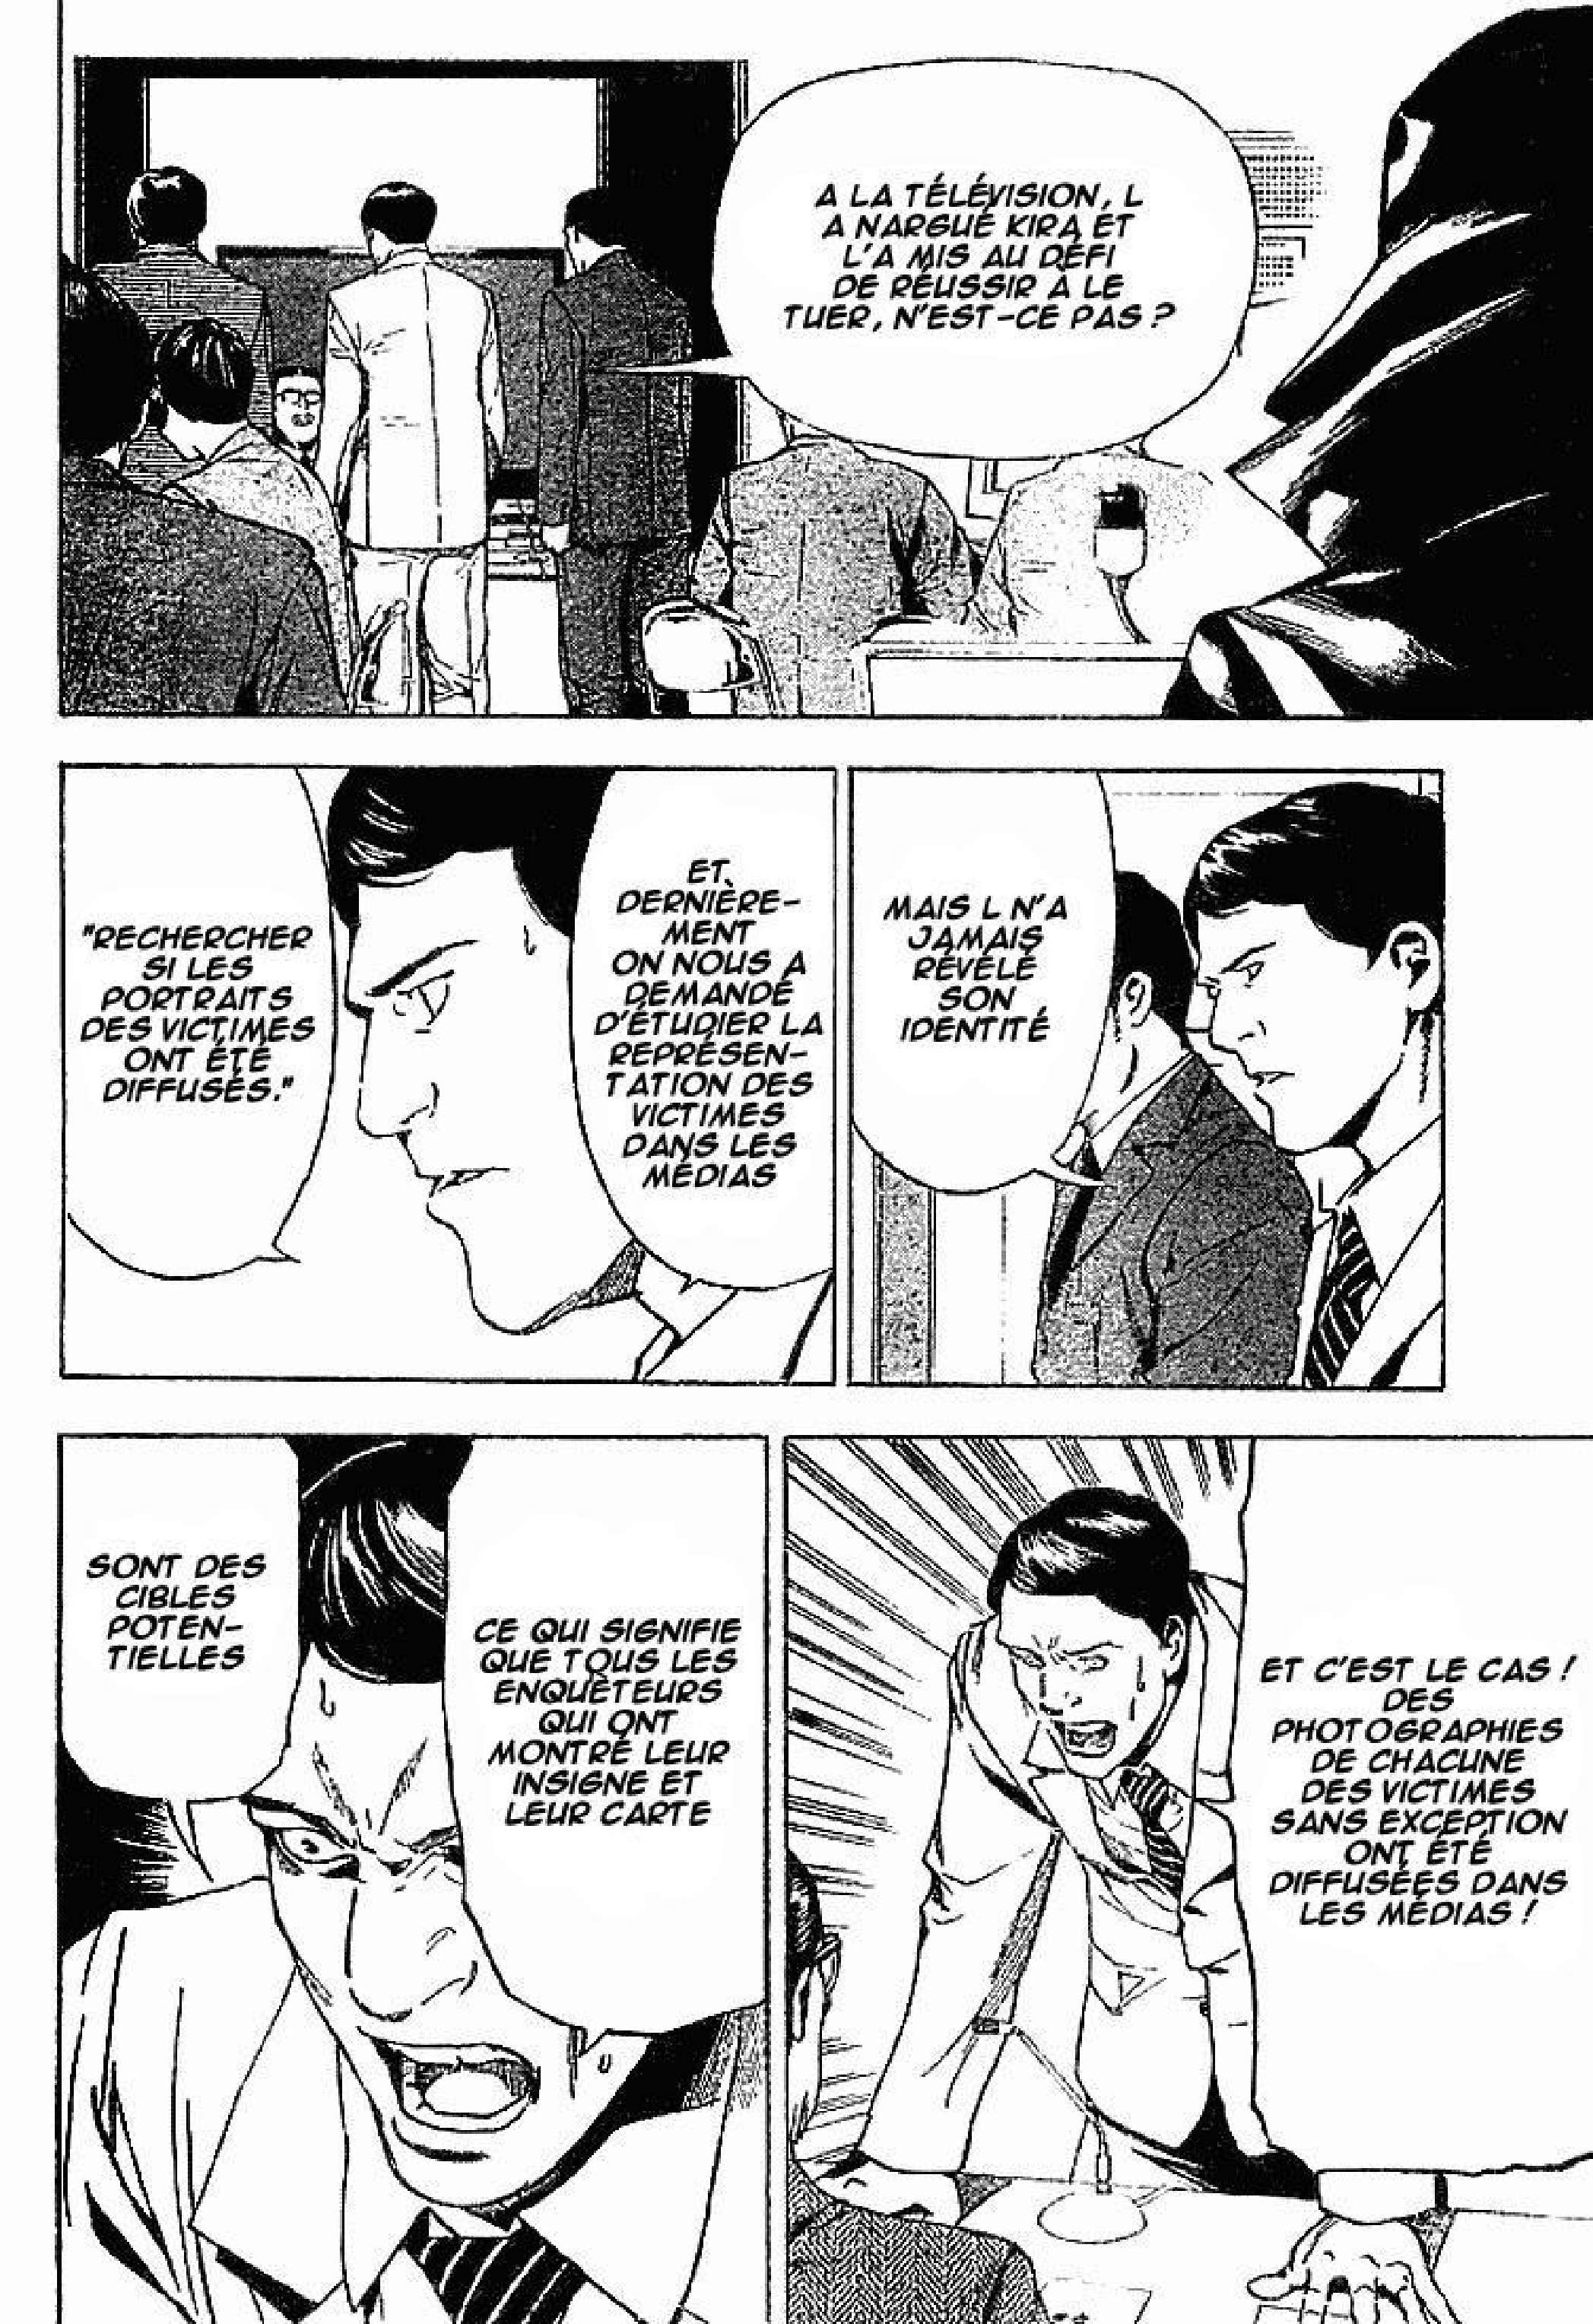 A LA TÉLÉVISION, L
A NARGUÉ KIRA ET
L'A MIS AU DÉFI
DE RÉUSSIR À LE
TUER, N'EST-CE PAS ?
MAIS L N'A
JAMAIS
RÉVÉLÉ
SON
IDENTITÉ
ET,
DERNIÈRE-
MENT
ON NOUS A
DEMANDÉ
D'ÉTUDIER LA
REPRÉSEN-
TATION DES
VICTIMES
DANS LES
MÉDIAS
"RECHERCHER
SI LES
PORTRAITS
DES VICTIMES
ONT ÉTÉ
DIFFUSÉS."
ET C'EST LE CAS !
DES
PHOTOGRAPHIES
DE CHACUNE
DES VICTIMES
SANS EXCEPTION
ONT ÉTÉ
DIFFUSÉES DANS
LES MÉDIAS !
CE QUI SIGNIFIE
QUE TOUS LES
ENQUÊTEURS
QUI ONT
MONTRÉ LEUR
INSIGNE ET
LEUR CARTE
SONT DES
CIBLES
POTEN-
TIELLES